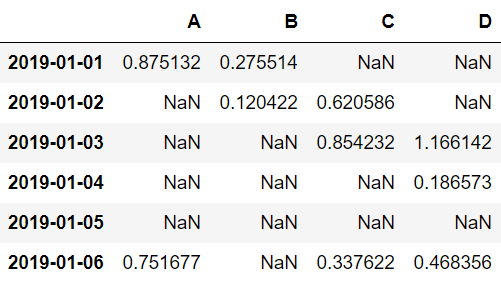 A B C D
2019-01-01 0.875132 0.275514 NaN NaN
2019-01-02 NaN 0.120422 0.620586 NaN
2019-01-03 NaN NaN 0.854232 1.166142
2019-01-04 NaN NaN NaN 0.186573
2019-01-05 NaN NaN NaN NaN
2019-01-06 0.751677 NaN 0.337622 0.468356